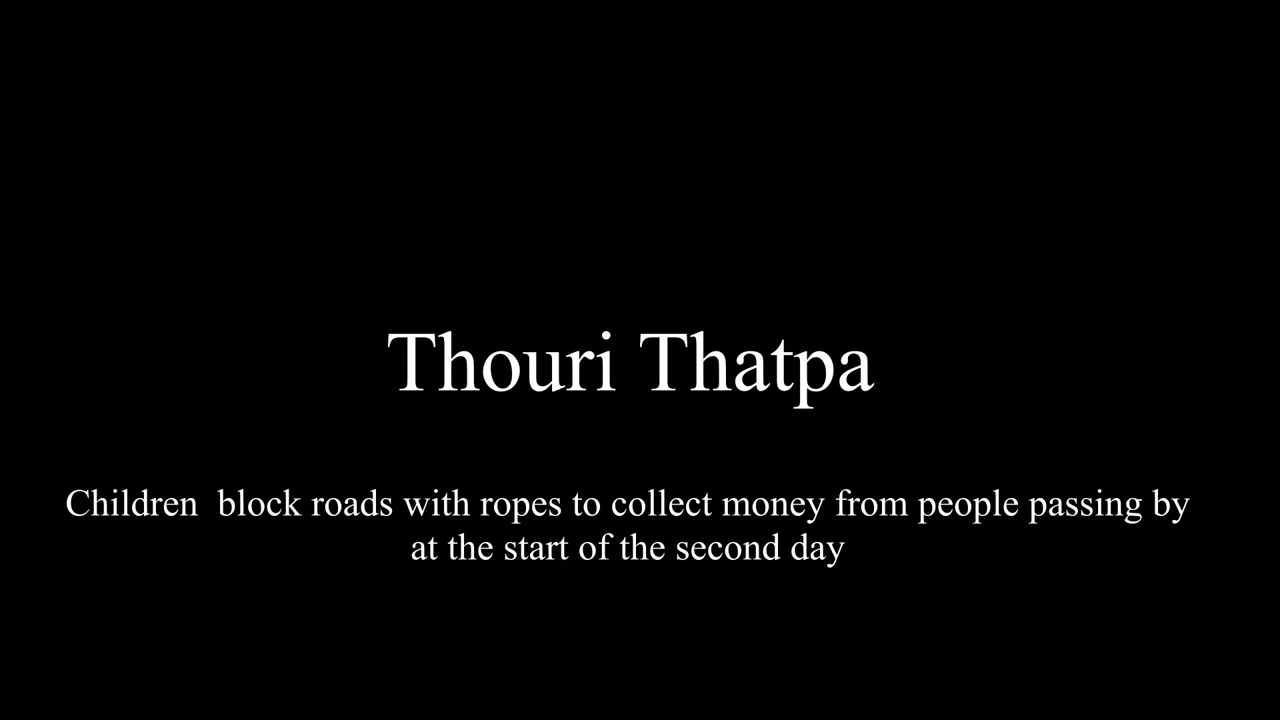 Thouri Thatpa
Children  block roads with ropes to collect money from people passing by
at the start of the second day